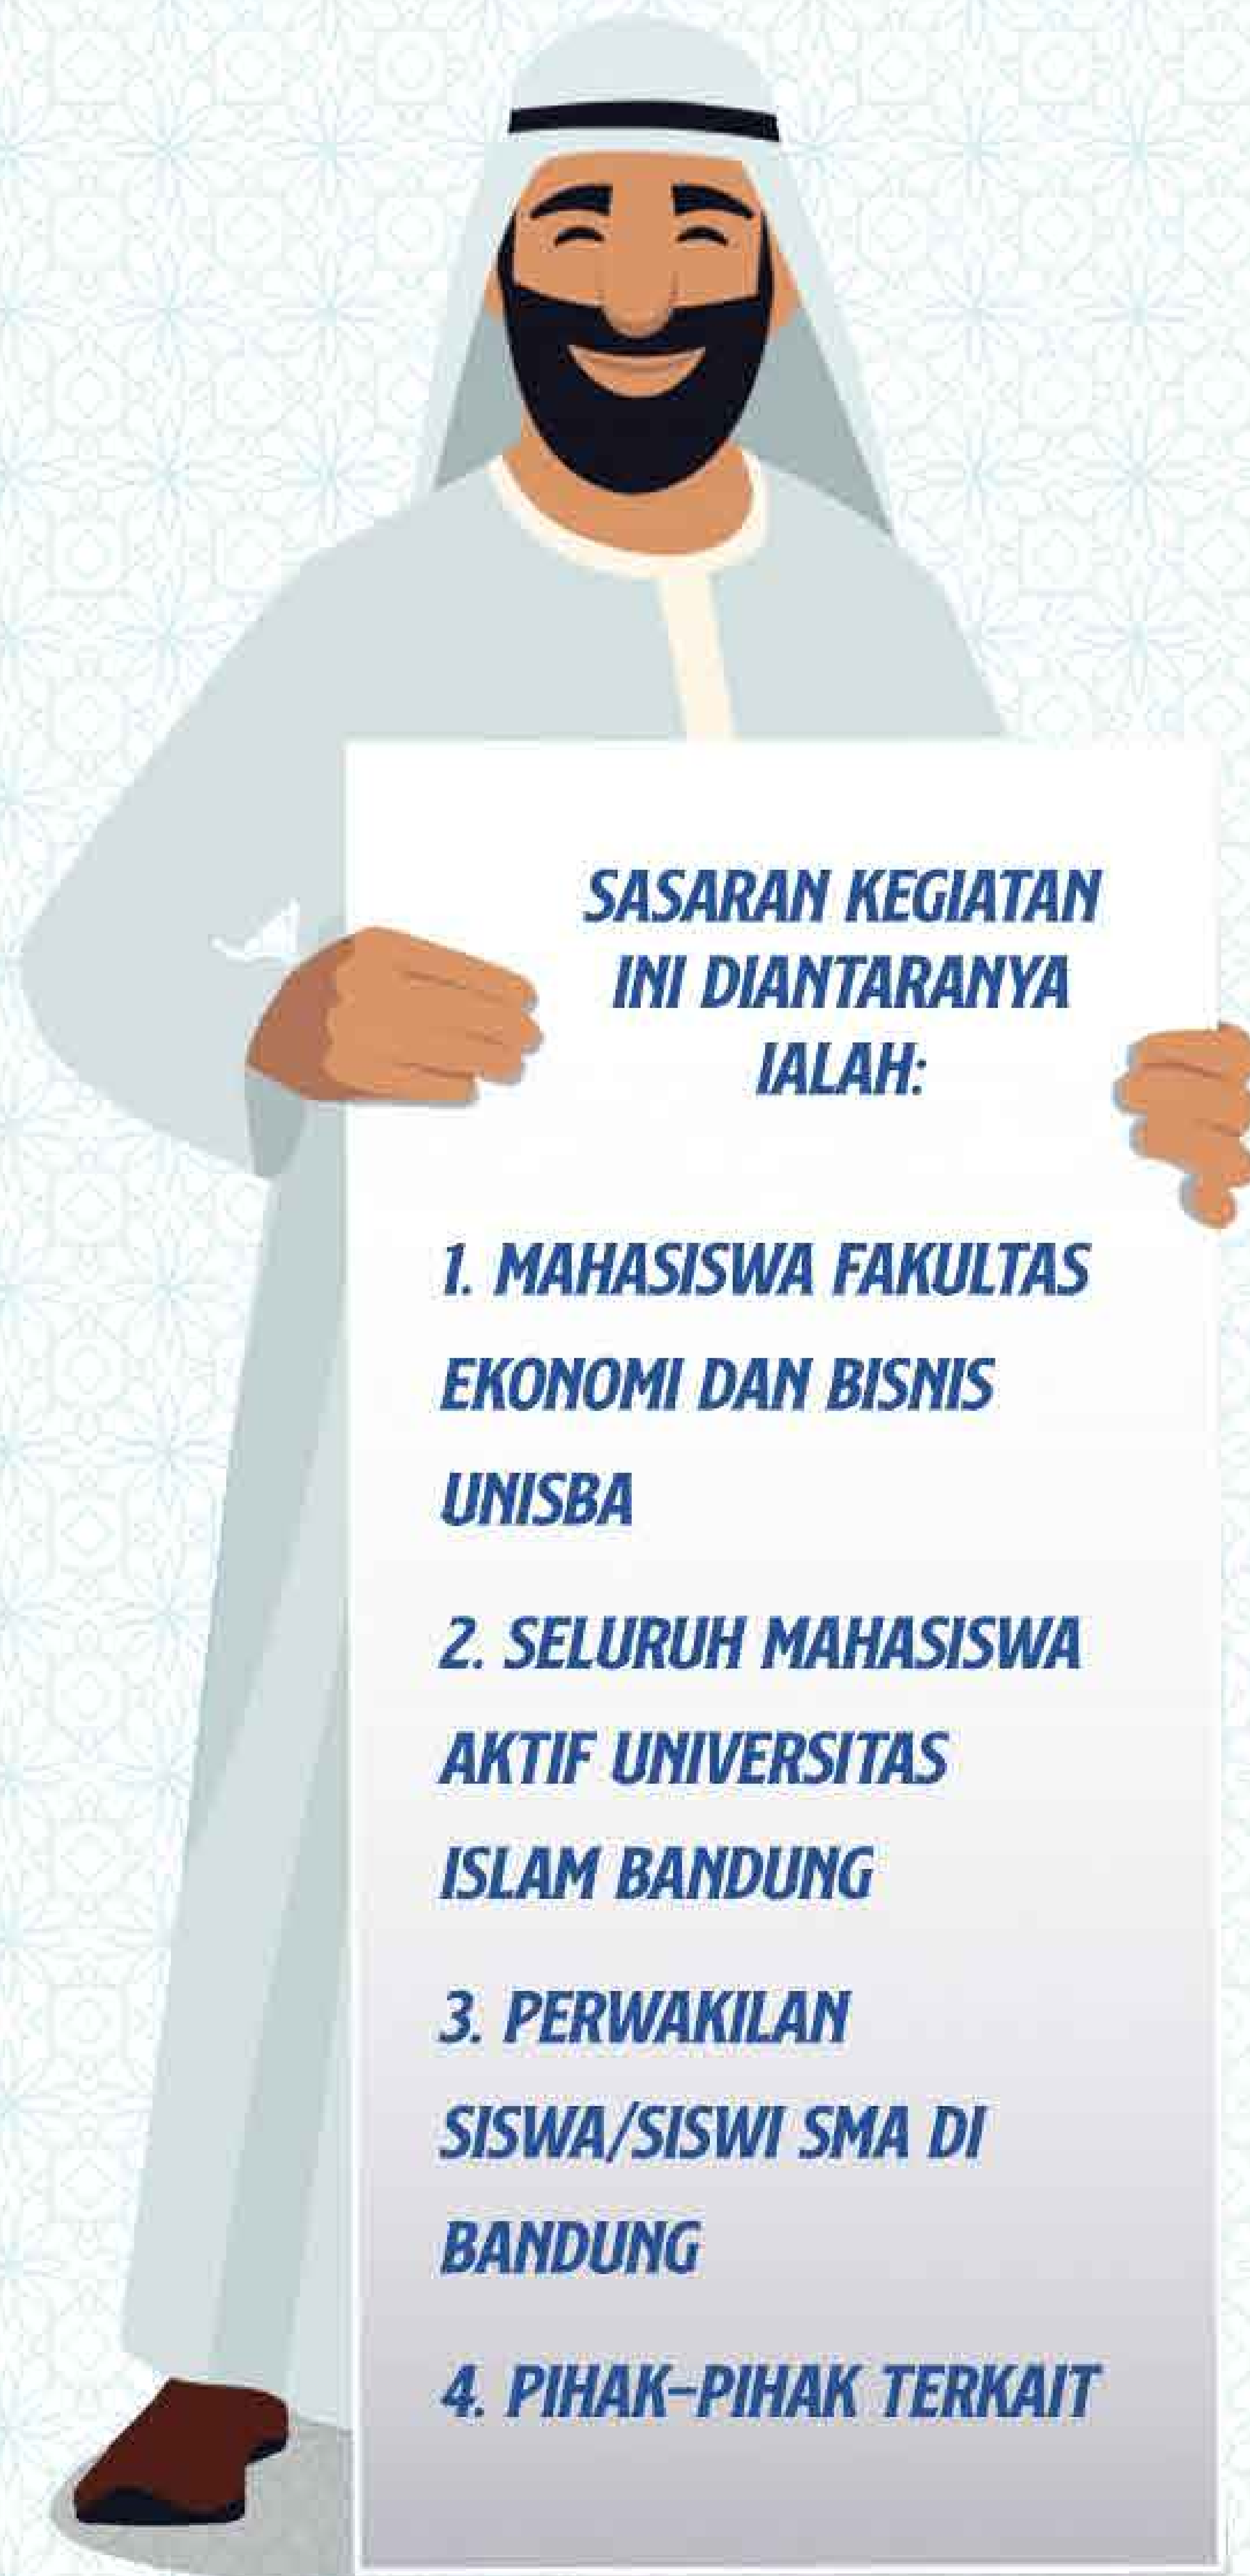 SASARAN KEGIATAN
INI DIANTARANYA
IALAH:
1. MAHASISWA FAKULTAS
EKONOMI DAN BISNIS
UNISBA
2. SELURUH MAHASISWA
AKTIF UNIVERSITAS
ISLAM BANDUNG
3. PERWAKILAN
SISWA/SISWI SMA DI
BANDUNG
4. PIHAK-PIHAK TERKAIT